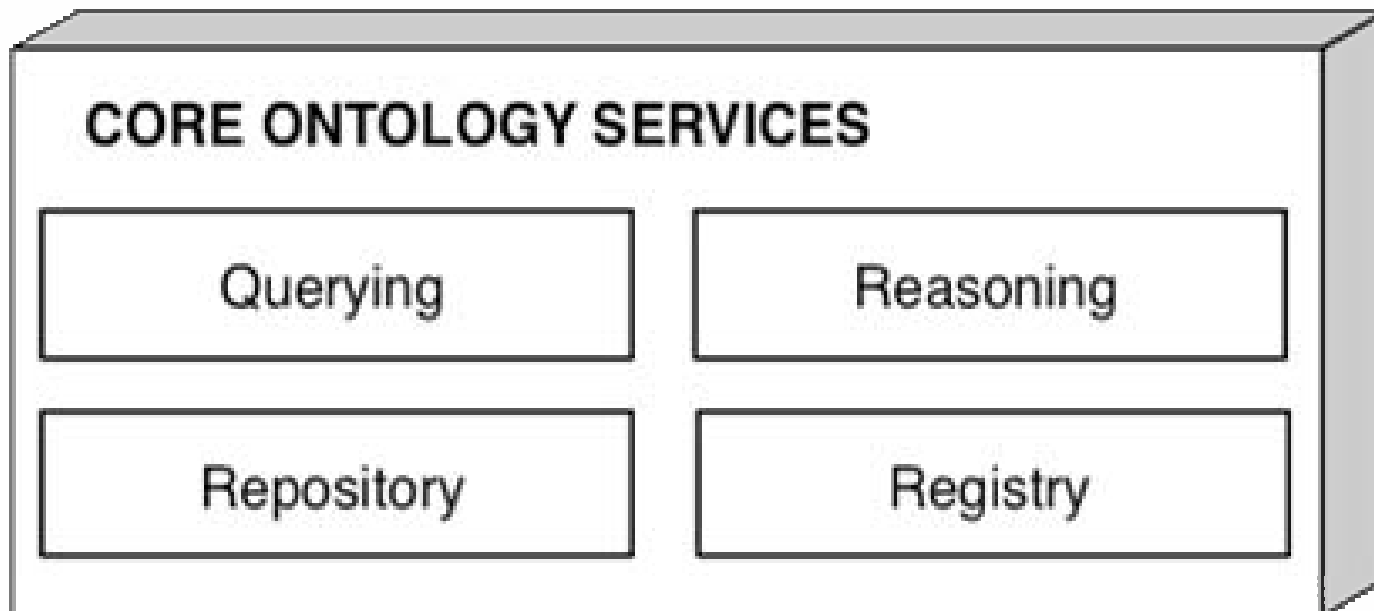 CORE ONTOLOGY SERVICES
Querying
Reasoning
Repository
Registry